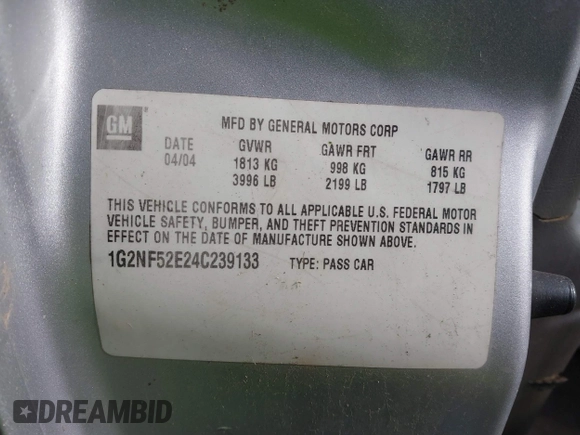 GM
MFD BY GENERAL MOTORS CORP
DATE GVWR GAWR FRT GAWR RR
04/04 1813 KG 998 KG 815 KG
3996 LB 2199 LB 1797 LB
THIS VEHICLE CONFORMS TO ALL APPLICABLE U.S. FEDERAL MOTOR
VEHICLE SAFETY, BUMPER, AND THEFT PREVENTION STANDARDS IN
EFFECT ON THE DATE OF MANUFACTURE SHOWN ABOVE.
1G2NF52E24C239133 TYPE: PASS CAR
DREAMBID